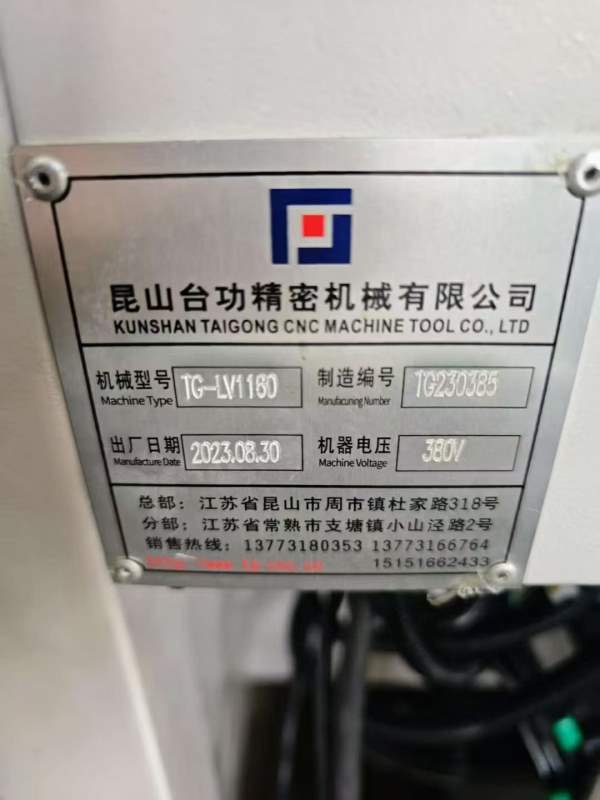 昆山台功精密机械有限公司
KUNSHAN TAIGONG CNC MACHINE TOOL CO., LTD
机械型号 TG-LV1160 制造编号 TG230385
Machine Type Manufacuning Number
出厂日期 2023.08.30 机器电压 380V
Manufacture Date Machine Voltage
总部：江苏省昆山市周市镇杜家路318号
分部：江苏省常熟市支塘镇小山泾路2号
销售热线：13773180353 13773166764
15151662433